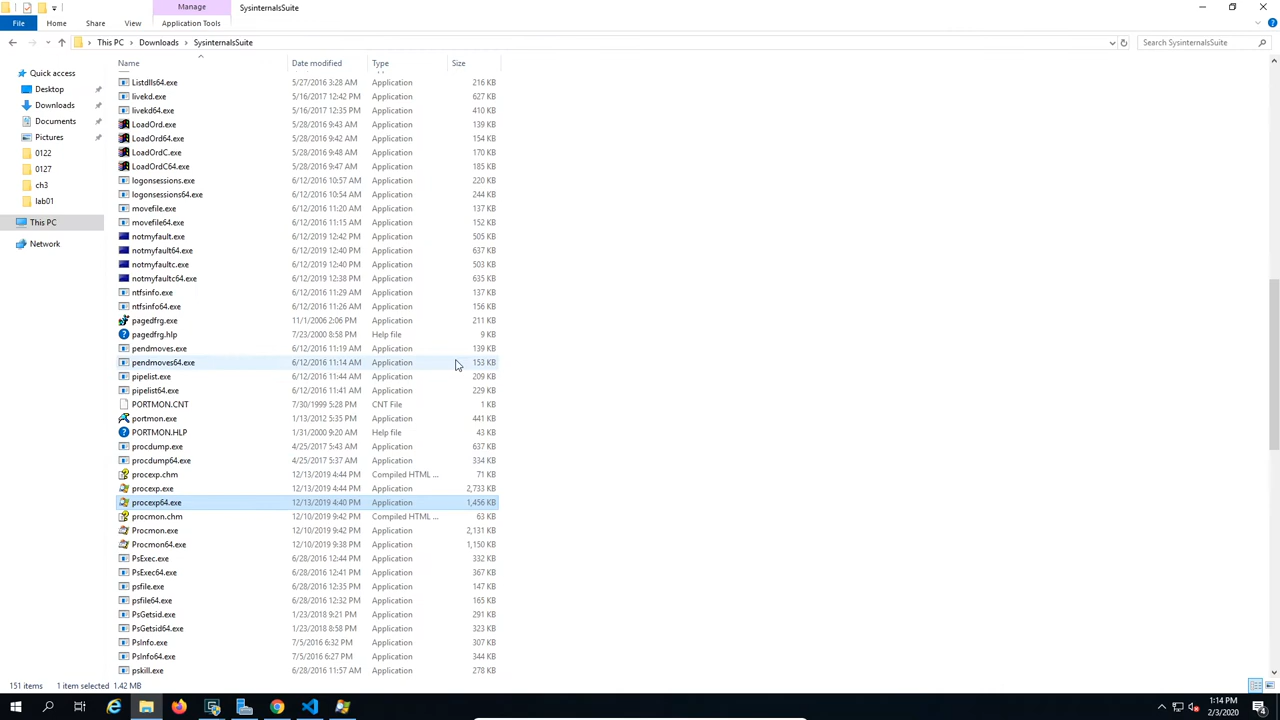 Manage
SysinternalsSuite
File Home Share View Application Tools
This PC Downloads SysinternalsSuite
Search SysinternalsSuite
Name Date modified Type Size
Quick access
Desktop
Downloads
Documents
Pictures
0122
0127
ch3
lab01
This PC
Network
Listdlls64.exe 5/27/2016 3:28 AM Application 216 KB
livekd.exe 5/16/2017 12:42 PM Application 627 KB
livekd64.exe 5/16/2017 12:35 PM Application 410 KB
LoadOrd.exe 5/28/2016 9:43 AM Application 139 KB
LoadOrd64.exe 5/28/2016 9:42 AM Application 154 KB
LoadOrdC.exe 5/28/2016 9:48 AM Application 170 KB
LoadOrdC64.exe 5/28/2016 9:47 AM Application 185 KB
logonsessions.exe 6/12/2016 10:57 AM Application 220 KB
logonsessions64.exe 6/12/2016 10:54 AM Application 244 KB
movefile.exe 6/12/2016 11:20 AM Application 137 KB
movefile64.exe 6/12/2016 11:15 AM Application 152 KB
notmyfault.exe 6/12/2019 12:42 PM Application 505 KB
notmyfault64.exe 6/12/2019 12:40 PM Application 637 KB
notmyfaultc.exe 6/12/2019 12:40 PM Application 503 KB
notmyfaultc64.exe 6/12/2019 12:38 PM Application 635 KB
ntfsinfo.exe 6/12/2016 11:29 AM Application 137 KB
ntfsinfo64.exe 6/12/2016 11:26 AM Application 156 KB
pagedfrg.exe 11/1/2006 2:06 PM Application 211 KB
pagedfrg.hlp 7/23/2000 8:58 PM Help file 9 KB
pendmoves.exe 6/12/2016 11:19 AM Application 139 KB
pendmoves64.exe 6/12/2016 11:14 AM Application 153 KB
pipelist.exe 6/12/2016 11:44 AM Application 209 KB
pipelist64.exe 6/12/2016 11:41 AM Application 229 KB
PORTMON.CNT 7/30/1999 5:28 PM CNT File 1 KB
portmon.exe 1/13/2012 5:35 PM Application 441 KB
PORTMON.HLP 1/31/2000 9:20 AM Help file 43 KB
procdump.exe 4/25/2017 5:43 AM Application 637 KB
procdump64.exe 4/25/2017 5:37 AM Application 334 KB
procexp.chm 12/13/2019 4:44 PM Compiled HTML ... 71 KB
procexp.exe 12/13/2019 4:44 PM Application 2,733 KB
procexp64.exe 12/13/2019 4:40 PM Application 1,456 KB
procmon.chm 12/10/2019 9:42 PM Compiled HTML ... 63 KB
Procmon.exe 12/10/2019 9:42 PM Application 2,131 KB
Procmon64.exe 12/10/2019 9:38 PM Application 1,150 KB
PsExec.exe 6/28/2016 12:44 PM Application 332 KB
PsExec64.exe 6/28/2016 12:41 PM Application 367 KB
psfile.exe 6/28/2016 12:35 PM Application 147 KB
psfile64.exe 6/28/2016 12:32 PM Application 165 KB
PsGetsid.exe 1/23/2018 9:21 PM Application 291 KB
PsGetsid64.exe 1/23/2018 8:58 PM Application 323 KB
PsInfo.exe 7/5/2016 6:32 PM Application 307 KB
PsInfo64.exe 7/5/2016 6:27 PM Application 344 KB
pskill.exe 6/28/2016 11:57 AM Application 278 KB
151 items 1 item selected 1.42 MB
1:14 PM
2/3/2020
4